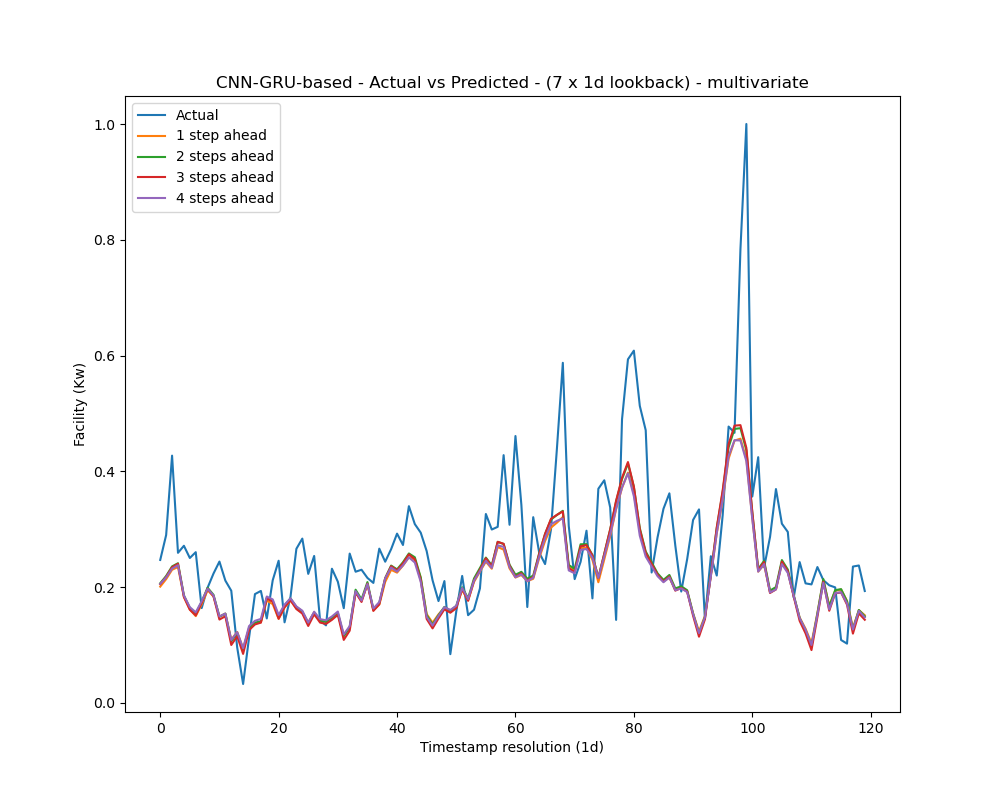 CNN-GRU-based - Actual vs Predicted - (7 x 1d lookback) - multivariate
Actual
1 step ahead
2 steps ahead
3 steps ahead
4 steps ahead
1.0
0.8
0.6
0.4
0.2
0.0
Facility (Kw)
0 20 40 60 80 100 120
Timestamp resolution (1d)